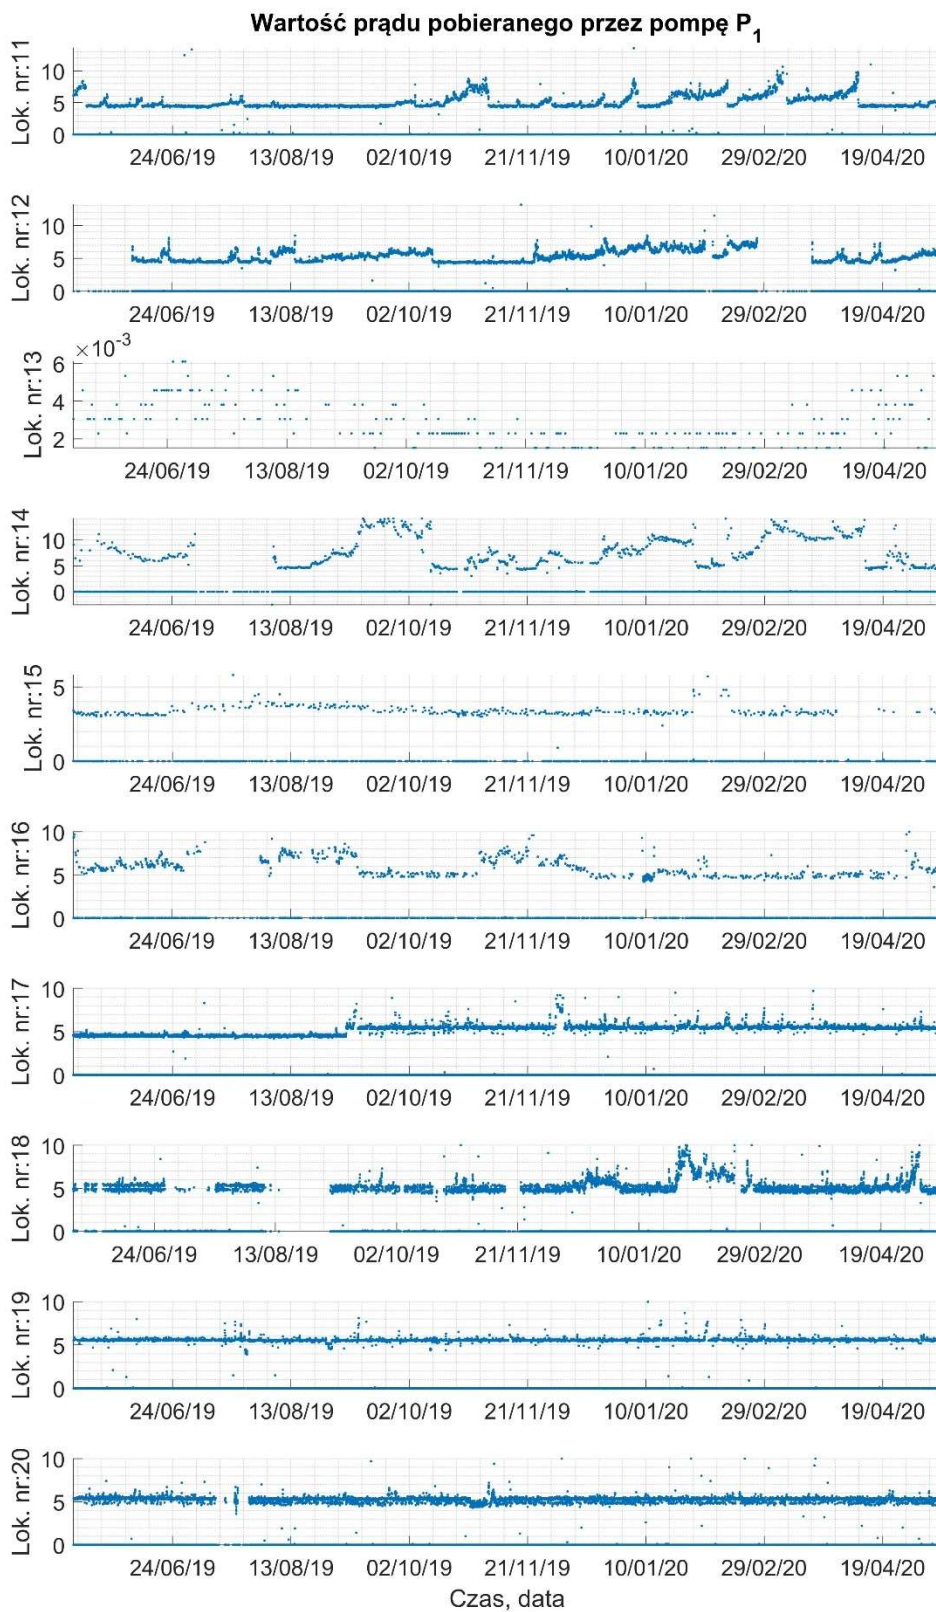 Wartość prądu pobieranego przez pompę P1
Lok. nr:11
10
5
0
24/06/19 13/08/19 02/10/19 21/11/19 10/01/20 29/02/20 19/04/20
Lok. nr:12
10
5
0
24/06/19 13/08/19 02/10/19 21/11/19 10/01/20 29/02/20 19/04/20
Lok. nr:13
×10-3
6
4
2
24/06/19 13/08/19 02/10/19 21/11/19 10/01/20 29/02/20 19/04/20
Lok. nr:14
10
5
0
24/06/19 13/08/19 02/10/19 21/11/19 10/01/20 29/02/20 19/04/20
Lok. nr:15
5
0
24/06/19 13/08/19 02/10/19 21/11/19 10/01/20 29/02/20 19/04/20
Lok. nr:16
10
5
0
24/06/19 13/08/19 02/10/19 21/11/19 10/01/20 29/02/20 19/04/20
Lok. nr:17
10
5
0
24/06/19 13/08/19 02/10/19 21/11/19 10/01/20 29/02/20 19/04/20
Lok. nr:18
10
5
0
24/06/19 13/08/19 02/10/19 21/11/19 10/01/20 29/02/20 19/04/20
Lok. nr:19
10
5
0
24/06/19 13/08/19 02/10/19 21/11/19 10/01/20 29/02/20 19/04/20
Lok. nr:20
10
5
0
24/06/19 13/08/19 02/10/19 21/11/19 10/01/20 29/02/20 19/04/20
Czas, data